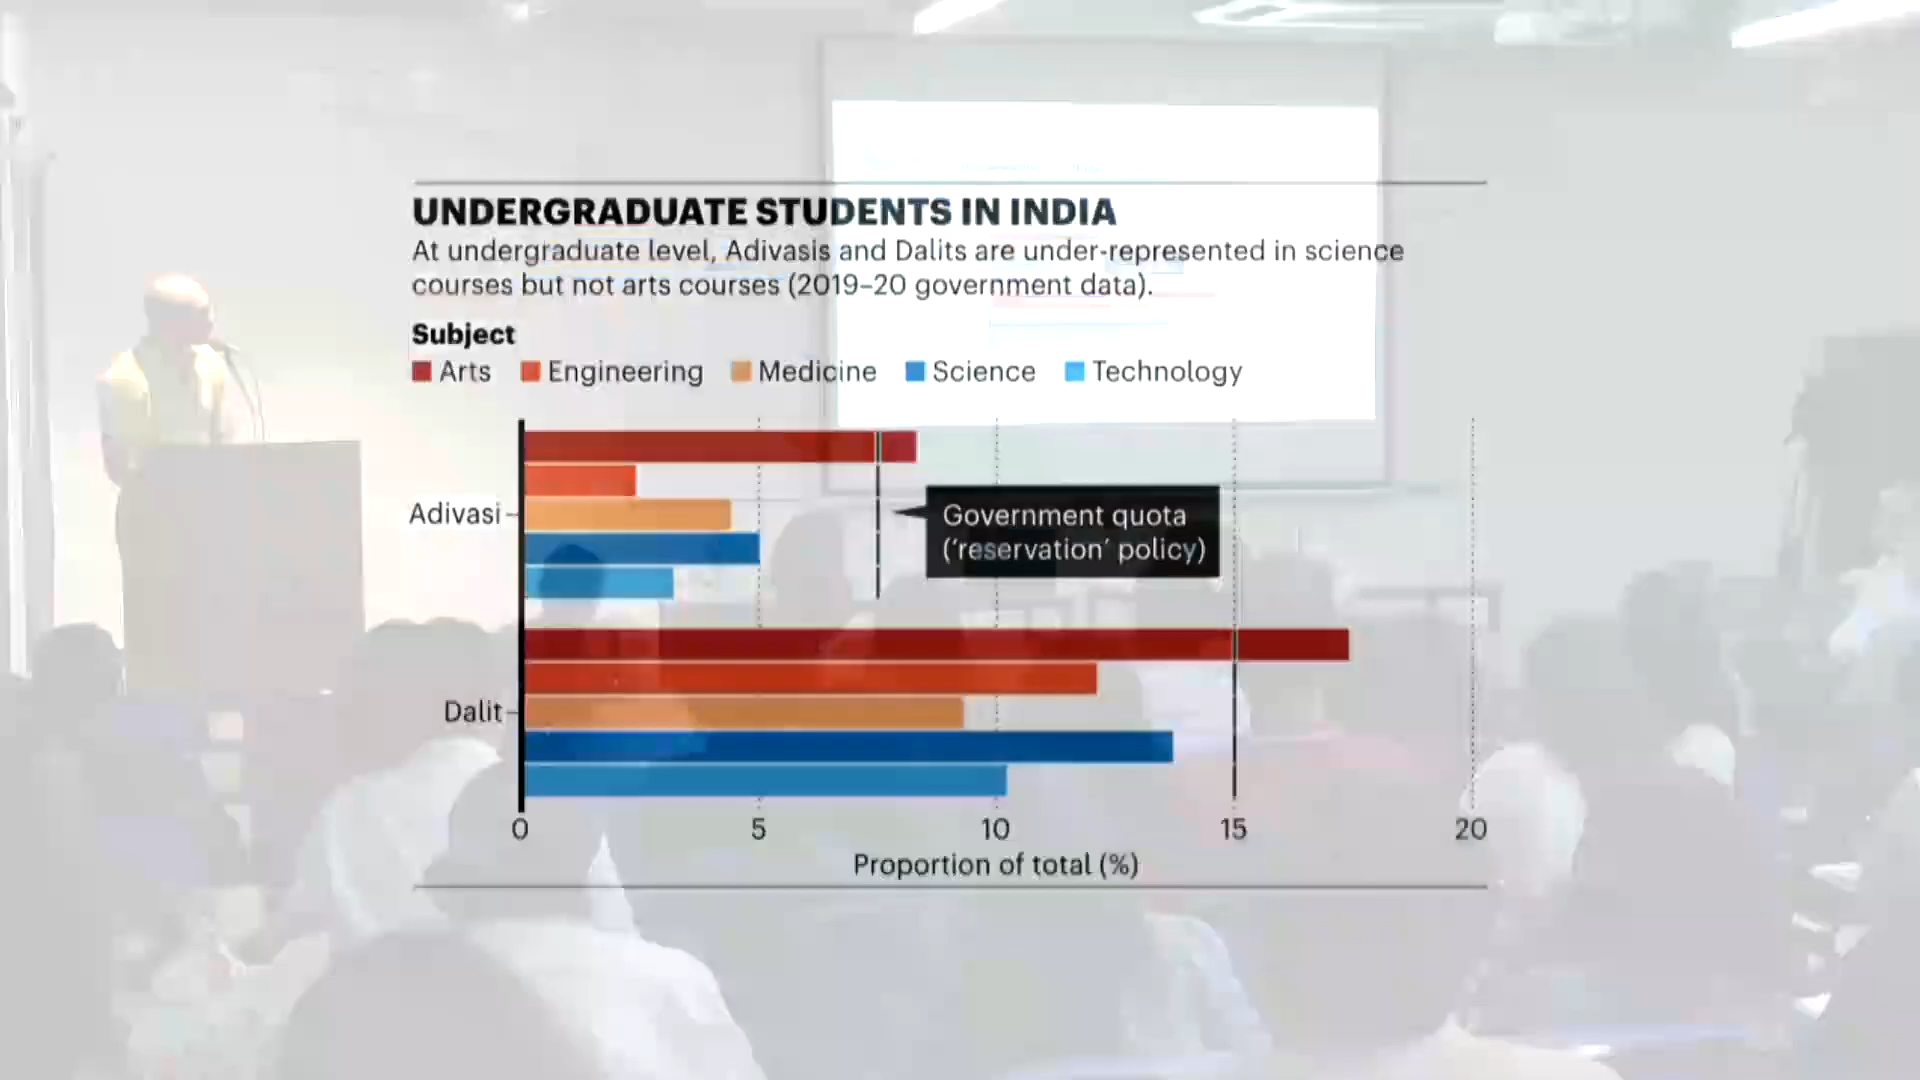 UNDERGRADUATE STUDENTS IN INDIA
At undergraduate level, Adivasis and Dalits are under-represented in science
courses but not arts courses (2019–20 government data).
Subject
Arts Engineering Medicine Science Technology
Adivasi
Government quota
(‘reservation’ policy)
Dalit
0 5 10 15 20
Proportion of total (%)